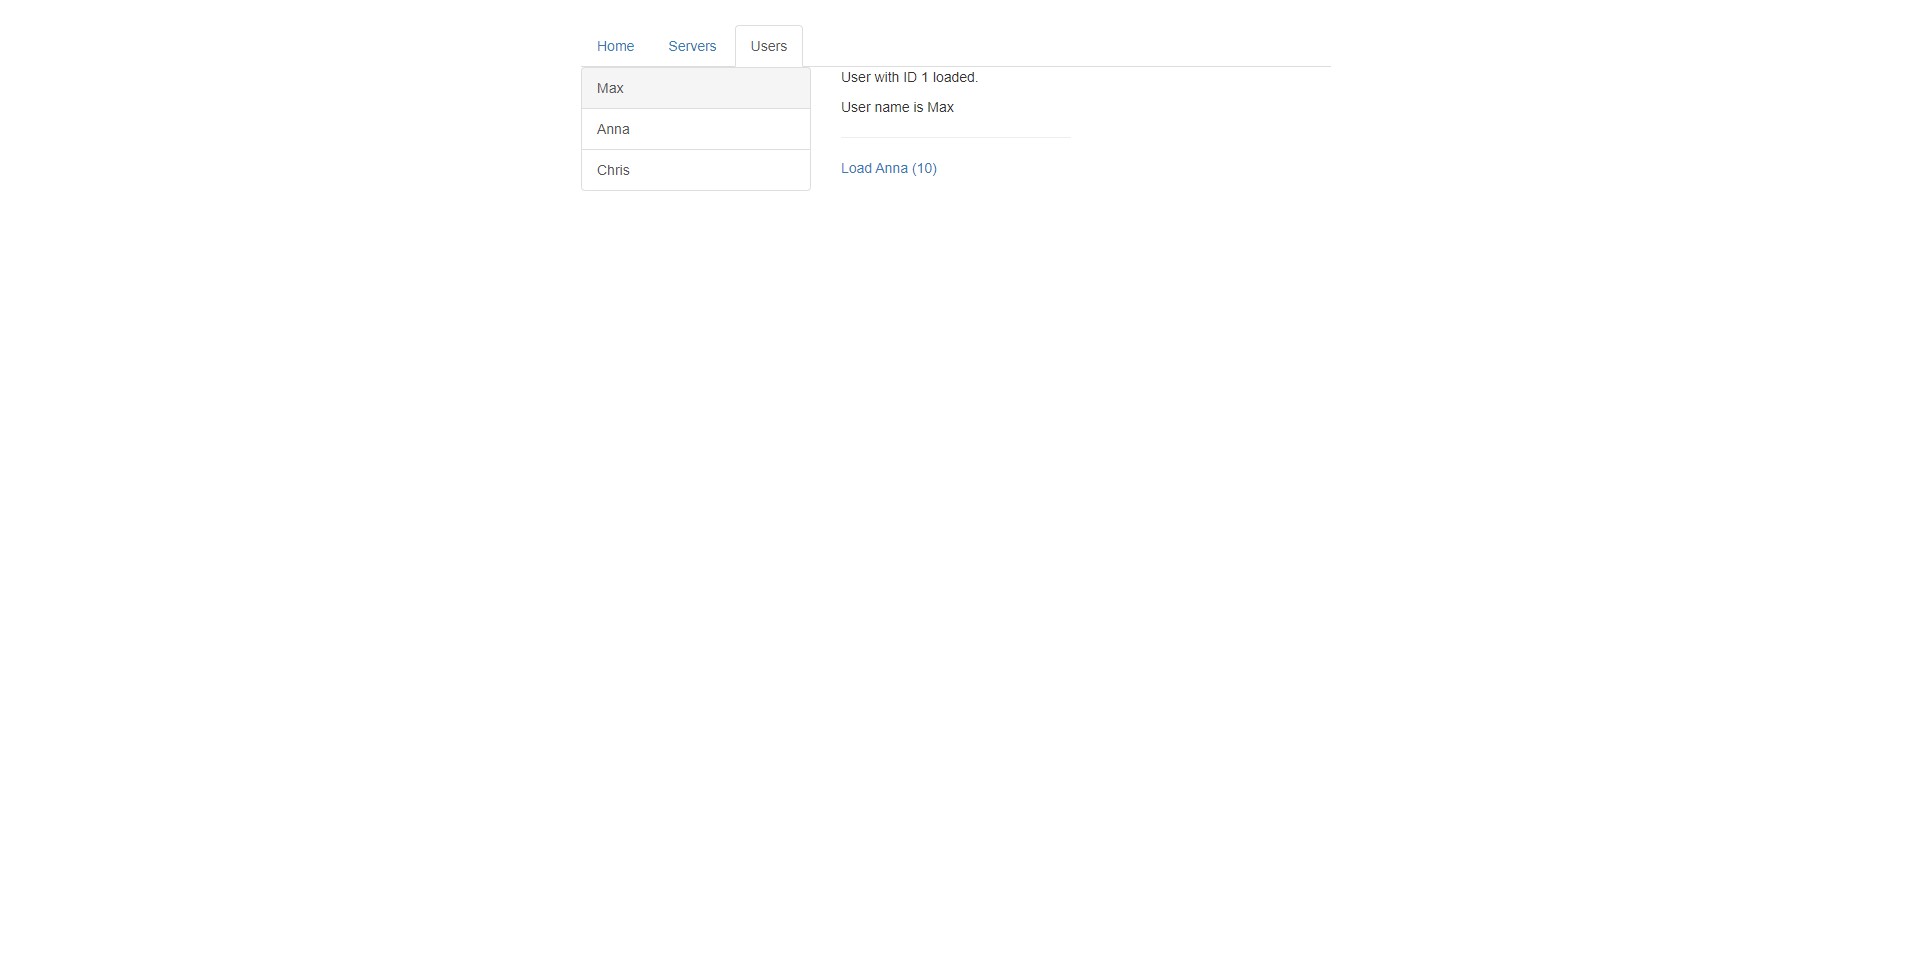 Home Servers Users
Max
Anna
Chris
User with ID 1 loaded.
User name is Max
Load Anna (10)